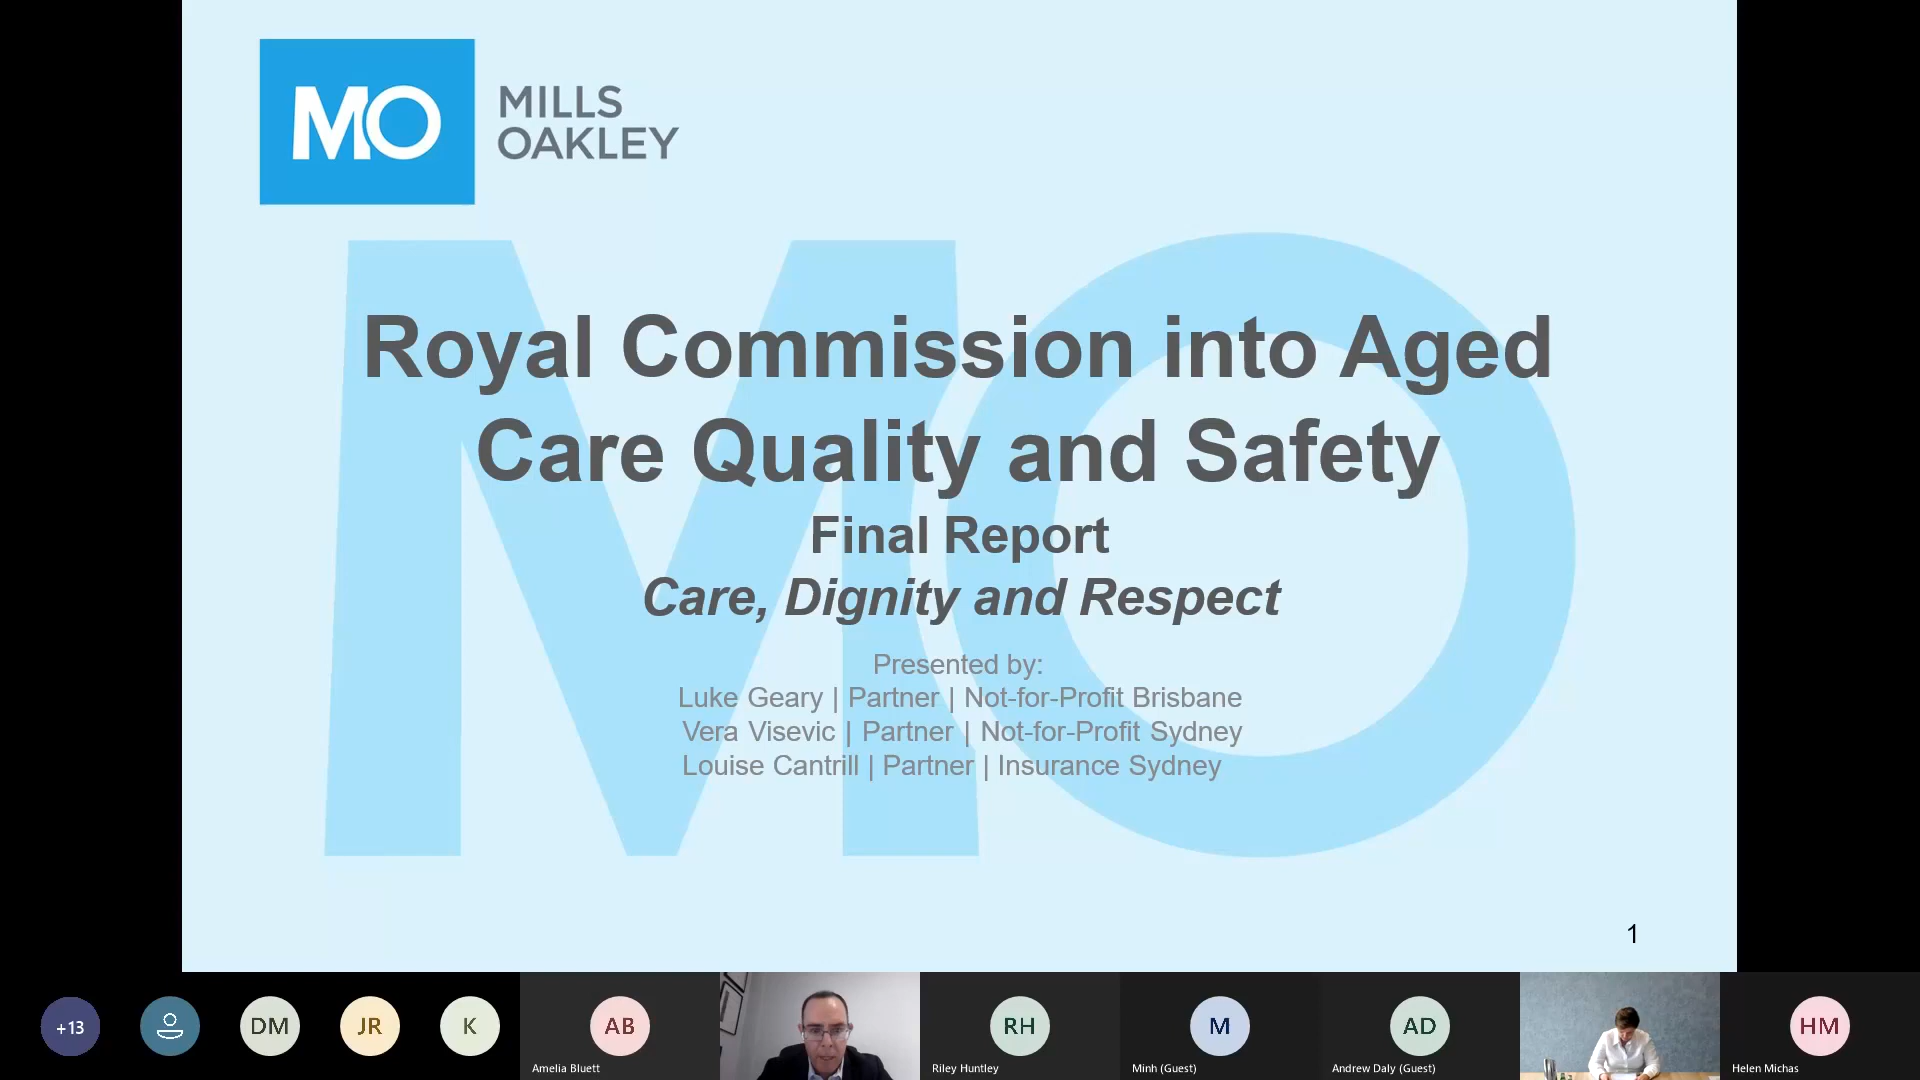 MO
MILLS
OAKLEY
Royal Commission into Aged
Care Quality and Safety
Final Report
Care, Dignity and Respect
Presented by:
Luke Geary | Partner | Not-for-Profit Brisbane
Vera Visevic | Partner | Not-for-Profit Sydney
Louise Cantrill | Partner | Insurance Sydney
1
+13
DM
JR
K
AB
Amelia Bluett
RH
Riley Huntley
M
Minh (Guest)
AD
Andrew Daly (Guest)
HM
Helen Michas